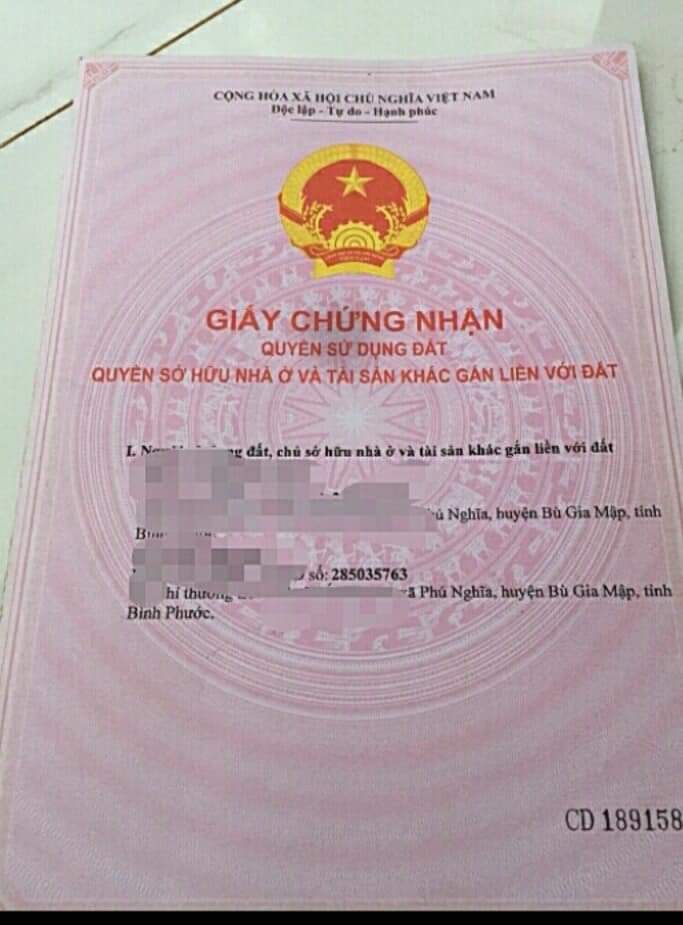 CỘNG HÒA XÃ HỘI CHỦ NGHĨA VIỆT NAM
Độc lập - Tự do - Hạnh phúc
GIẤY CHỨNG NHẬN
QUYỀN SỬ DỤNG ĐẤT
QUYỀN SỞ HỮU NHÀ Ở VÀ TÀI SẢN KHÁC GẮN LIỀN VỚI ĐẤT
I. đất, chủ sở hữu nhà ở và tài sản khác gắn liền với đất
Nghĩa, huyện Bù Gia Mập, tỉnh
số: 285035763
Phú Nghĩa, huyện Bù Gia Mập, tỉnh
Bình Phước.
CD 189158